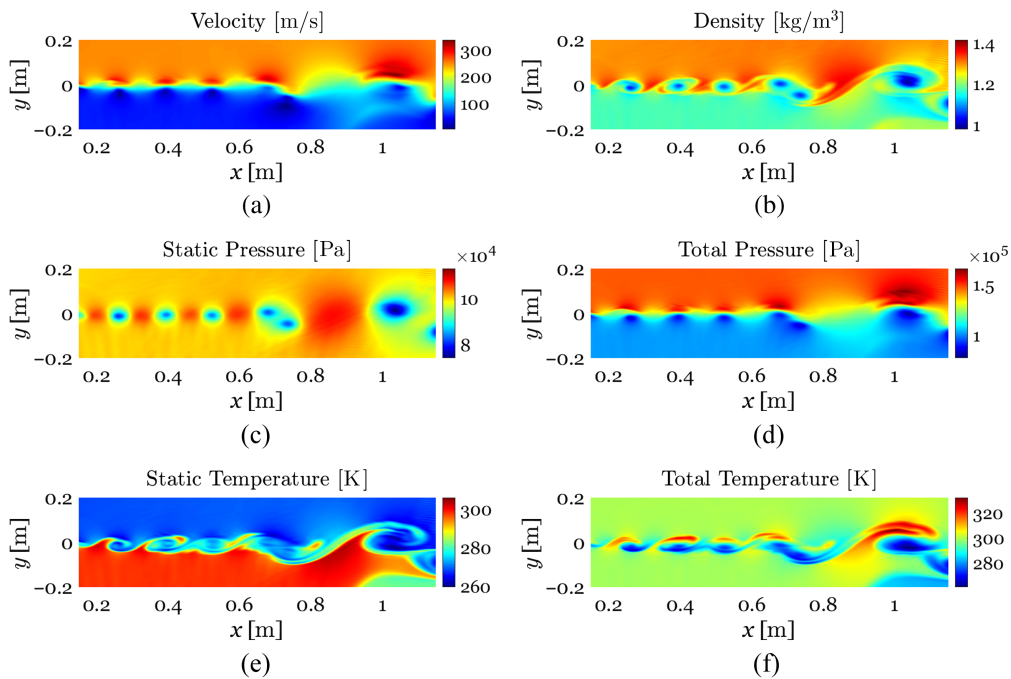 Velocity [m/s]
0.2
0
−0.2
y [m]
300
200
100
0.2 0.4 0.6 0.8 1
x [m]
(a)
Density [kg/m³]
0.2
0
−0.2
y [m]
1.4
1.2
1
0.2 0.4 0.6 0.8 1
x [m]
(b)
Static Pressure [Pa]
×10⁴
0.2
0
−0.2
y [m]
10
8
0.2 0.4 0.6 0.8 1
x [m]
(c)
Total Pressure [Pa]
×10⁵
0.2
0
−0.2
y [m]
1.5
1
0.2 0.4 0.6 0.8 1
x [m]
(d)
Static Temperature [K]
0.2
0
−0.2
y [m]
300
280
260
0.2 0.4 0.6 0.8 1
x [m]
(e)
Total Temperature [K]
0.2
0
−0.2
y [m]
320
300
280
0.2 0.4 0.6 0.8 1
x [m]
(f)